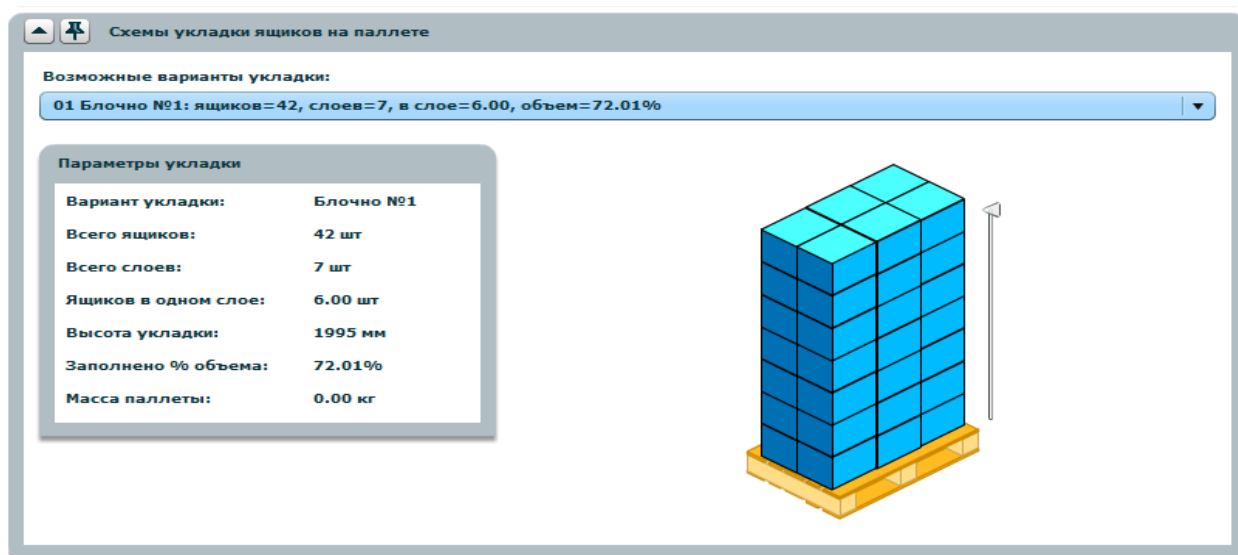 Схемы укладки ящиков на паллете
Возможные варианты укладки:
01 Блочно №1: ящиков=42, слоев=7, в слое=6.00, объем=72.01%
Параметры укладки
Вариант укладки: Блочно №1
Всего ящиков: 42 шт
Всего слоев: 7 шт
Ящиков в одном слое: 6.00 шт
Высота укладки: 1995 мм
Заполнено % объема: 72.01%
Масса паллеты: 0.00 кг